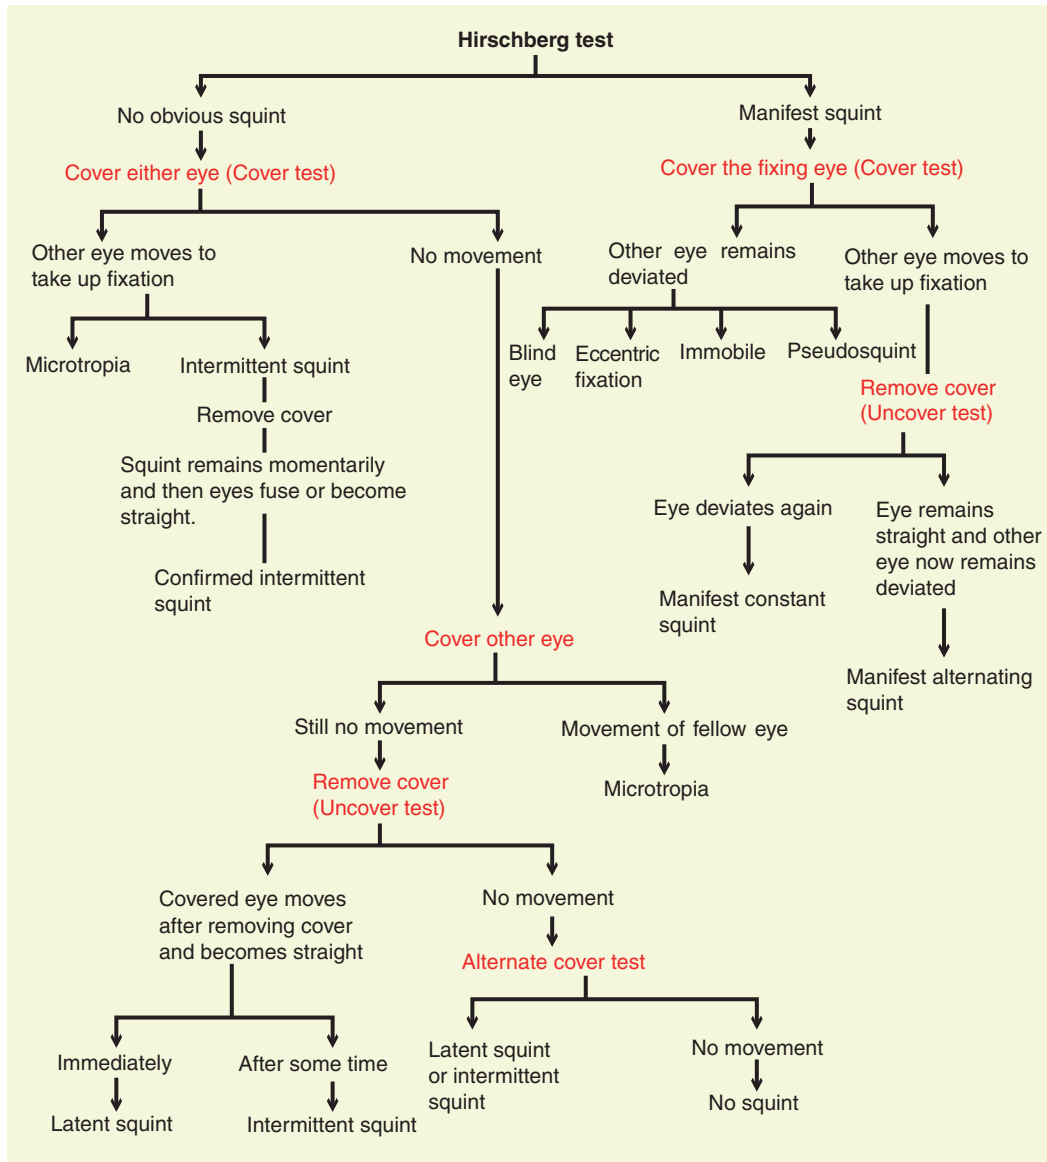 Hirschberg test
No obvious squint
Manifest squint
Cover either eye (Cover test)
Cover the fixing eye (Cover test)
Other eye moves to
take up fixation
No movement
Other eye remains
deviated
Other eye moves to
take up fixation
Microtropia
Intermittent squint
Blind
eye
Eccentric
fixation
Immobile
Pseudosquint
Remove cover
Remove cover
(Uncover test)
Squint remains momentarily
and then eyes fuse or become
straight.
Eye deviates again
Eye remains
straight and other
eye now remains
deviated
Confirmed intermittent
squint
Manifest constant
squint
Cover other eye
Manifest alternating
squint
Still no movement
Movement of fellow eye
Remove cover
(Uncover test)
Microtropia
Covered eye moves
after removing cover
and becomes straight
No movement
Alternate cover test
Immediately
After some time
Latent squint
or intermittent
squint
No movement
Latent squint
Intermittent squint
No squint